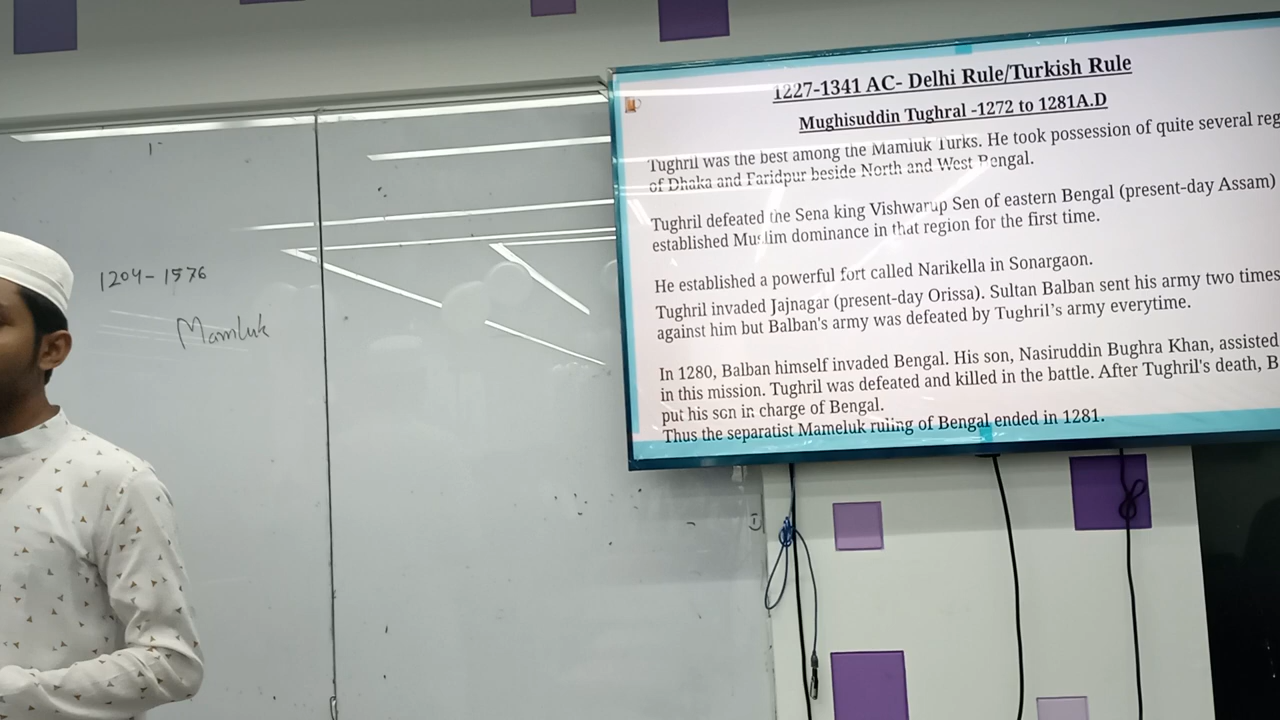 1204-1576
Mamluk
1227-1341 AC- Delhi Rule/Turkish Rule
Mughisuddin Tughral -1272 to 1281A.D
Tughril was the best among the Mamluk Turks. He took possession of quite several reg
of Dhaka and Faridpur beside North and West Bengal.
Tughril defeated the Sena king Vishwarup Sen of eastern Bengal (present-day Assam)
established Muslim dominance in that region for the first time.
He established a powerful fort called Narikella in Sonargaon.
Tughril invaded Jajnagar (present-day Orissa). Sultan Balban sent his army two times
against him but Balban's army was defeated by Tughril's army everytime.
In 1280, Balban himself invaded Bengal. His son, Nasiruddin Bughra Khan, assisted
in this mission. Tughril was defeated and killed in the battle. After Tughril's death, B
put his son in charge of Bengal.
Thus the separatist Mameluk ruling of Bengal ended in 1281.